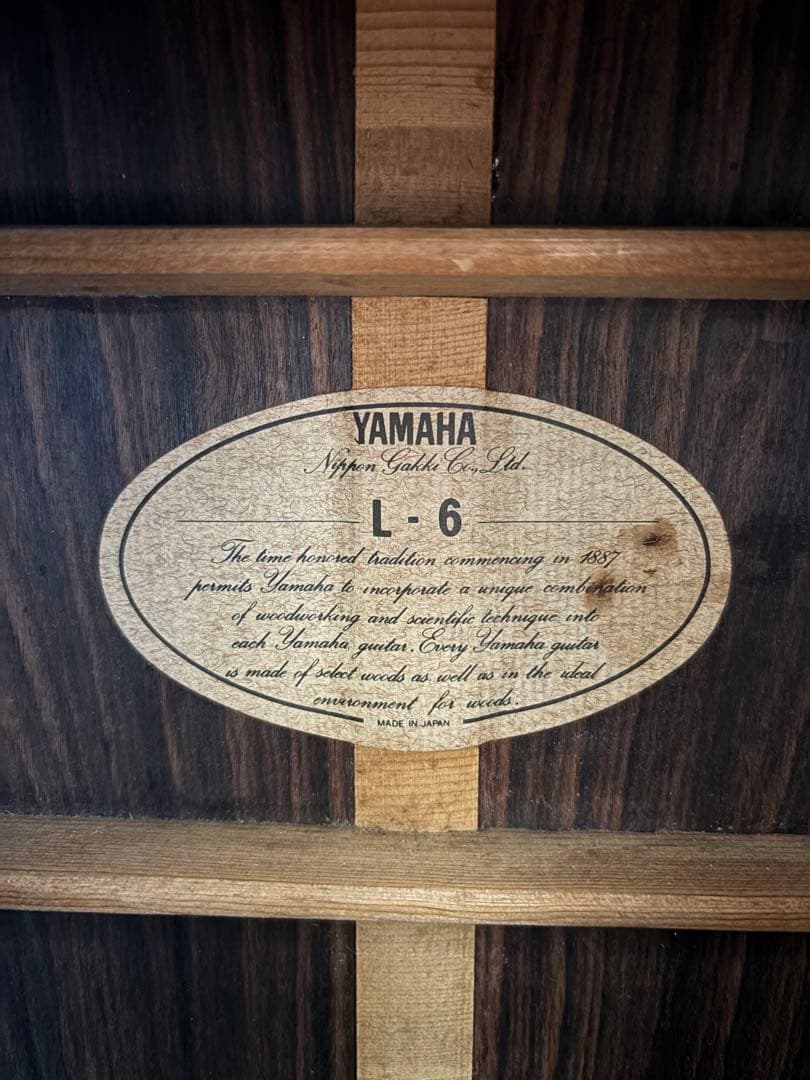 YAMAHA
Nippon Gakki Co., Ltd.
L - 6
The time honored tradition commencing in 1887
permits Yamaha to incorporate a unique combination
of woodworking and scientific technique into
each Yamaha guitar. Every Yamaha guitar
is made of select woods as well as in the ideal
environment for woods.
MADE IN JAPAN